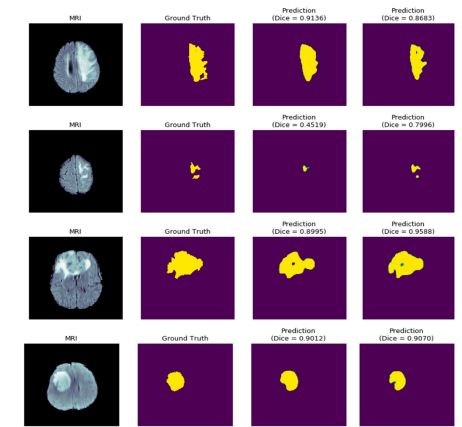 MRI
Ground Truth
Prediction
(Dice = 0.9136)
Prediction
(Dice = 0.8683)
MRI
Ground Truth
Prediction
(Dice = 0.4519)
Prediction
(Dice = 0.7996)
MRI
Ground Truth
Prediction
(Dice = 0.8995)
Prediction
(Dice = 0.9588)
MRI
Ground Truth
Prediction
(Dice = 0.9012)
Prediction
(Dice = 0.9070)